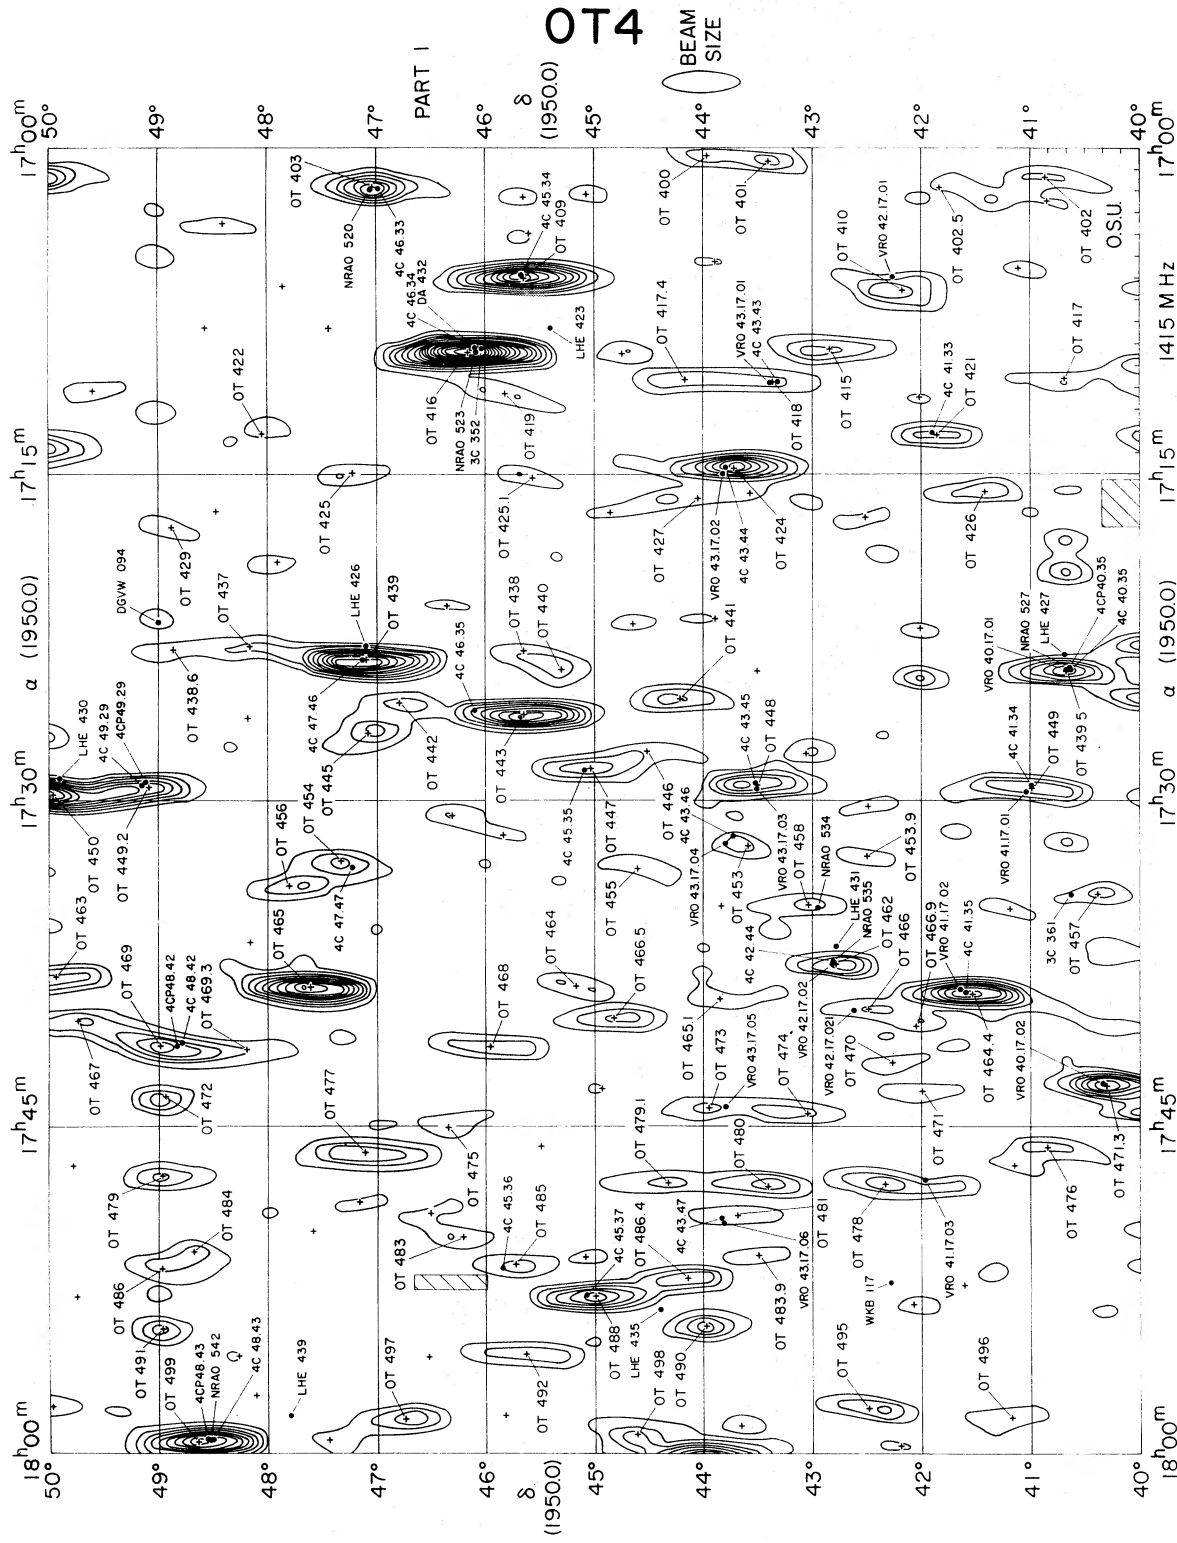 OT4
PART 1
BEAM
SIZE
δ
(1950.0)
17h00m
50°
49°
48°
47°
46°
45°
44°
43°
42°
41°
40°
17h00m
OT 403
NRAO 520
4C 46.33
4C 45.34
OT 409
OT 400
OT 401
OT 410
VRO 42.17.01
OT 402.5
OT 402
O.S.U.
1415 MHz
4C 46.34
DA 432
LHE 423
OT 417.4
VRO 43.17.01
4C 43.43
OT 417
OT 422
OT 416
NRAO 523
3C 352
OT 419
OT 418
OT 415
4C 41.33
OT 421
17h15m
17h15m
OT 425
OT 425.1
OT 427
VRO 43.17.02
4C 43.44
OT 424
OT 426
α (1950.0)
α (1950.0)
DGVW 094
OT 429
OT 437
LHE 426
OT 439
OT 438
OT 440
OT 441
VRO 40.17.01
NRAO 527
LHE 427
4CP40.35
4C 40.35
OT 438.6
4C 47.46
4C 46.35
OT 442
OT 443
OT 445
4C 43.45
OT 448
4C 41.34
OT 449
OT 439.5
LHE 430
4C 49.29
4CP49.29
17h30m
17h30m
OT 450
OT 449.2
OT 456
OT 454
4C 45.35
OT 447
OT 446
4C 43.46
VRO 43.17.03
OT 458
NRAO 534
OT 453.9
VRO 41.17.01
OT 463
OT 465
4C 47.47
OT 464
OT 455
VRO 43.17.04
OT 453
LHE 431
NRAO 535
OT 462
OT 466
OT 466.9
VRO 41.17.02
4C 41.35
3C 361
OT 457
OT 469
4CP48.42
4C 48.42
OT 469.3
OT 468
OT 466.5
4C 42.44
VRO 42.17.02
OT 467
OT 472
OT 477
OT 465.1
OT 473
VRO 43.17.05
OT 474
VRO 42.17.021
OT 470
OT 464.4
VRO 40.17.02
17h45m
17h45m
OT 475
OT 479.1
OT 480
OT 471
OT 471.3
OT 479
OT 484
OT 483
4C 45.36
OT 485
4C 45.37
OT 486.4
4C 43.47
OT 481
VRO 43.17.06
OT 478
VRO 41.17.03
OT 476
OT 486
OT 491
OT 499
4CP48.43
NRAO 542
4C 48.43
LHE 439
OT 497
OT 492
OT 488
LHE 435
OT 498
OT 490
OT 483.9
WKB 117
OT 495
OT 496
18h00m
50°
49°
48°
47°
46°
45°
44°
43°
42°
41°
40°
18h00m
δ
(1950.0)